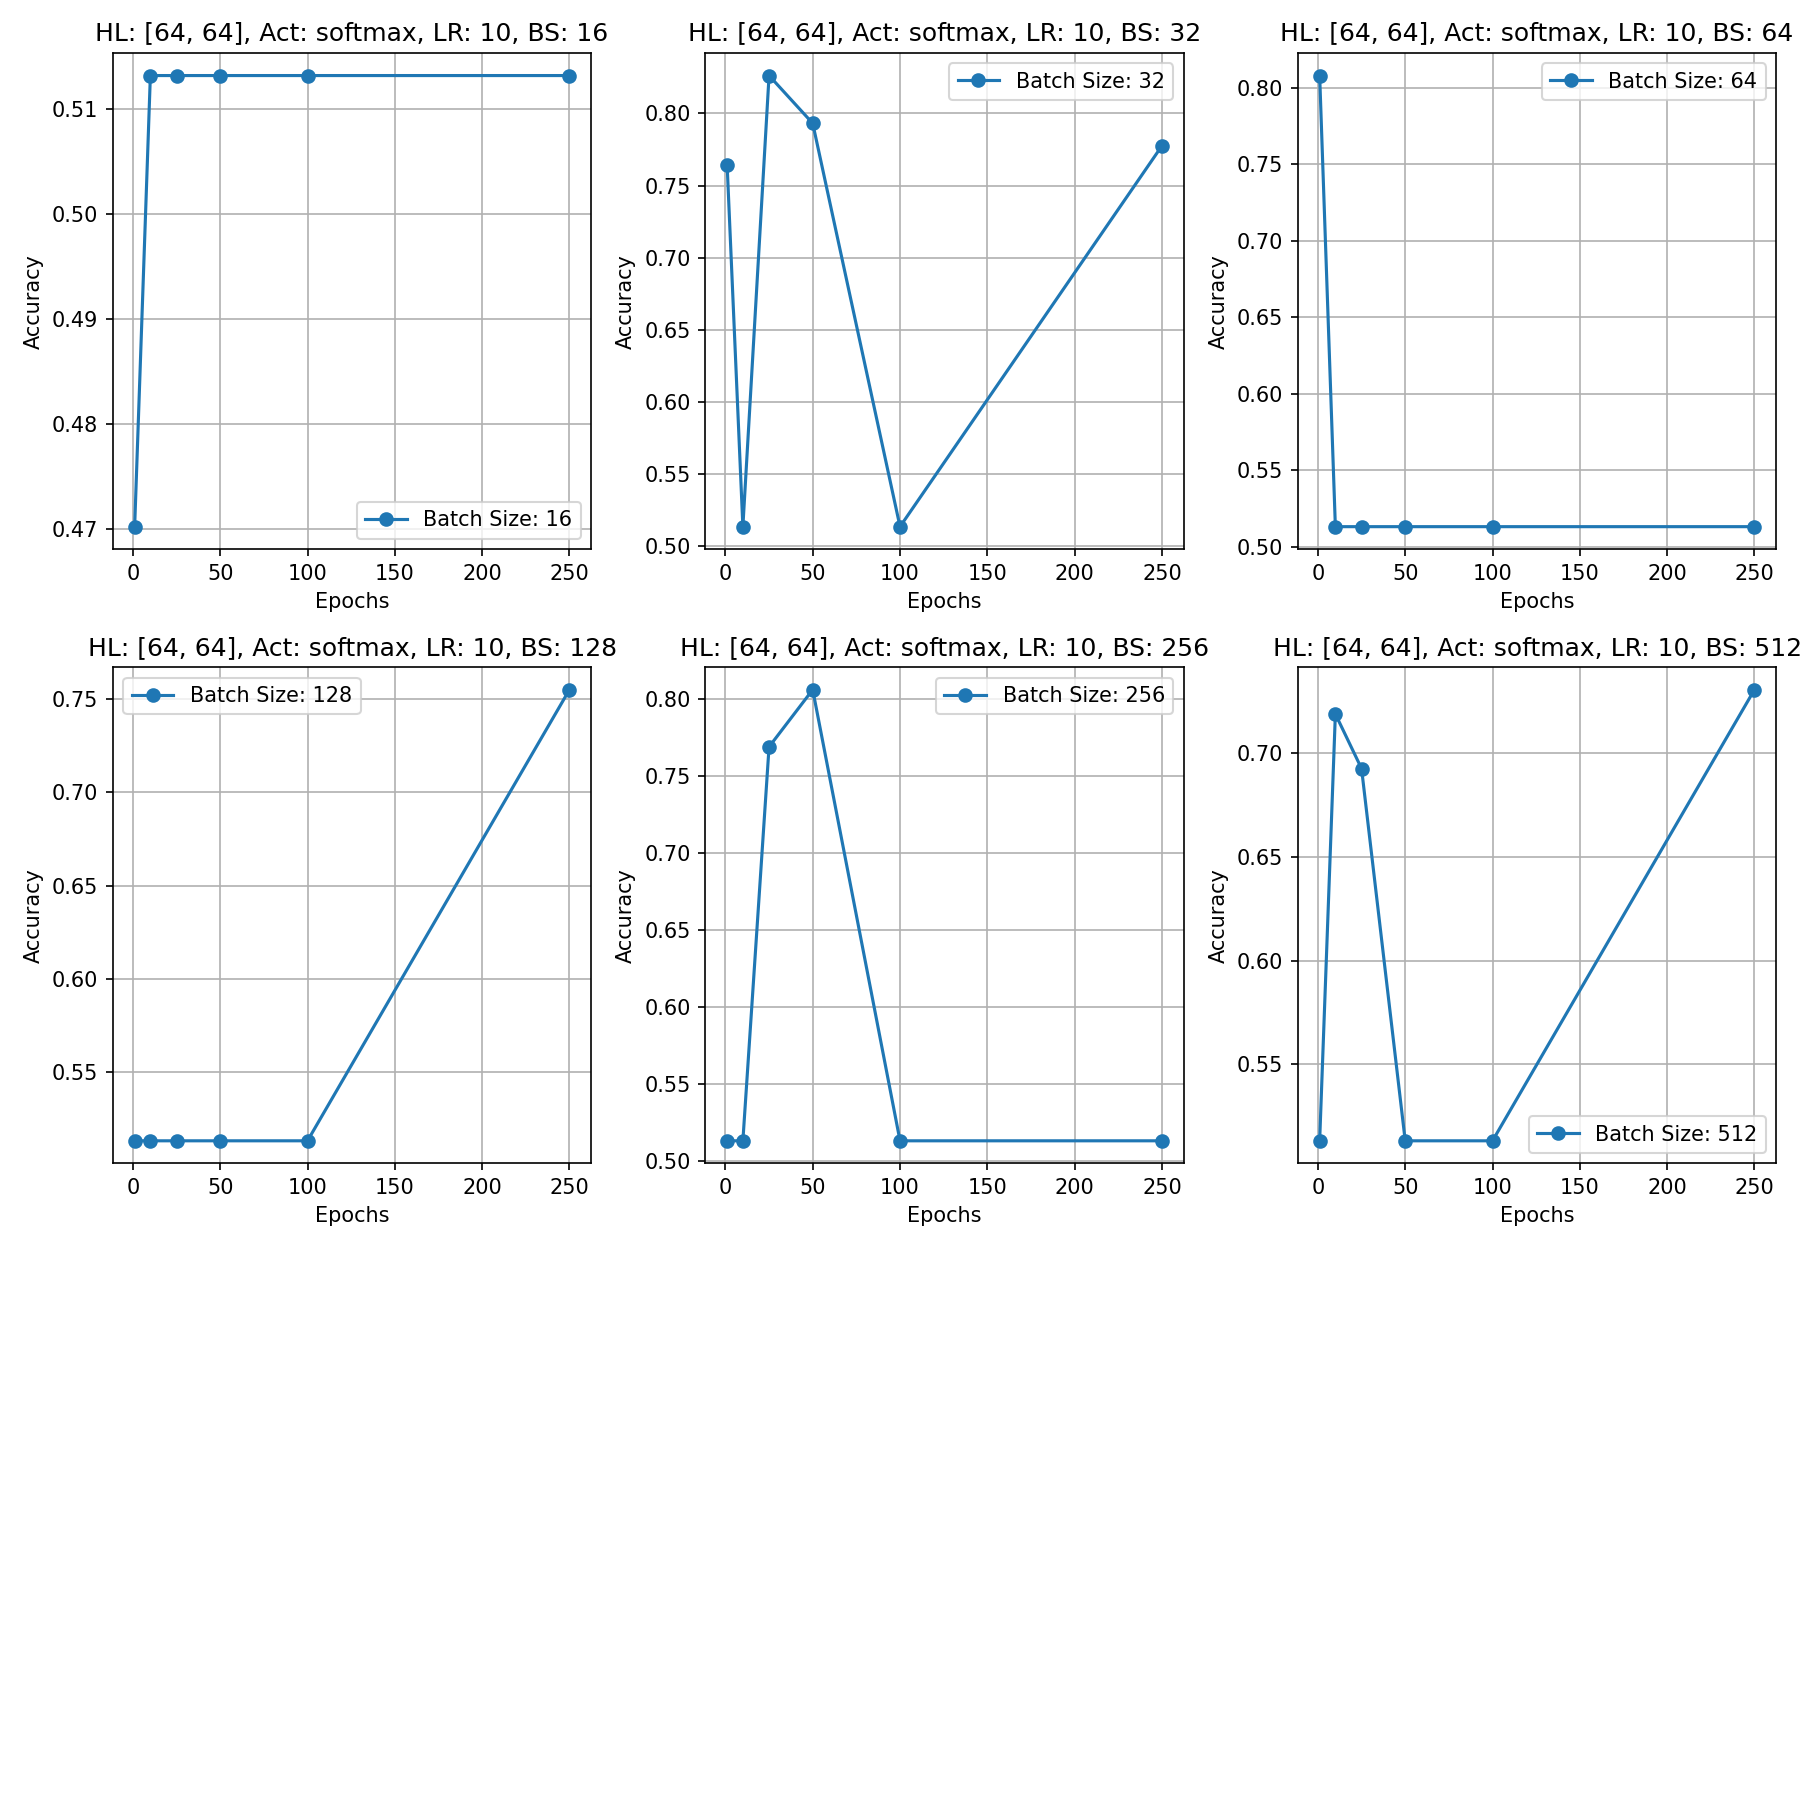 HL: [64, 64], Act: softmax, LR: 10, BS: 16
Accuracy
0.51
0.50
0.49
0.48
0.47
Batch Size: 16
0 50 100 150 200 250
Epochs
HL: [64, 64], Act: softmax, LR: 10, BS: 32
Accuracy
0.80
0.75
0.70
0.65
0.60
0.55
0.50
Batch Size: 32
0 50 100 150 200 250
Epochs
HL: [64, 64], Act: softmax, LR: 10, BS: 64
Accuracy
0.80
0.75
0.70
0.65
0.60
0.55
0.50
Batch Size: 64
0 50 100 150 200 250
Epochs
HL: [64, 64], Act: softmax, LR: 10, BS: 128
Accuracy
0.75
0.70
0.65
0.60
0.55
Batch Size: 128
0 50 100 150 200 250
Epochs
HL: [64, 64], Act: softmax, LR: 10, BS: 256
Accuracy
0.80
0.75
0.70
0.65
0.60
0.55
0.50
Batch Size: 256
0 50 100 150 200 250
Epochs
HL: [64, 64], Act: softmax, LR: 10, BS: 512
Accuracy
0.70
0.65
0.60
0.55
Batch Size: 512
0 50 100 150 200 250
Epochs